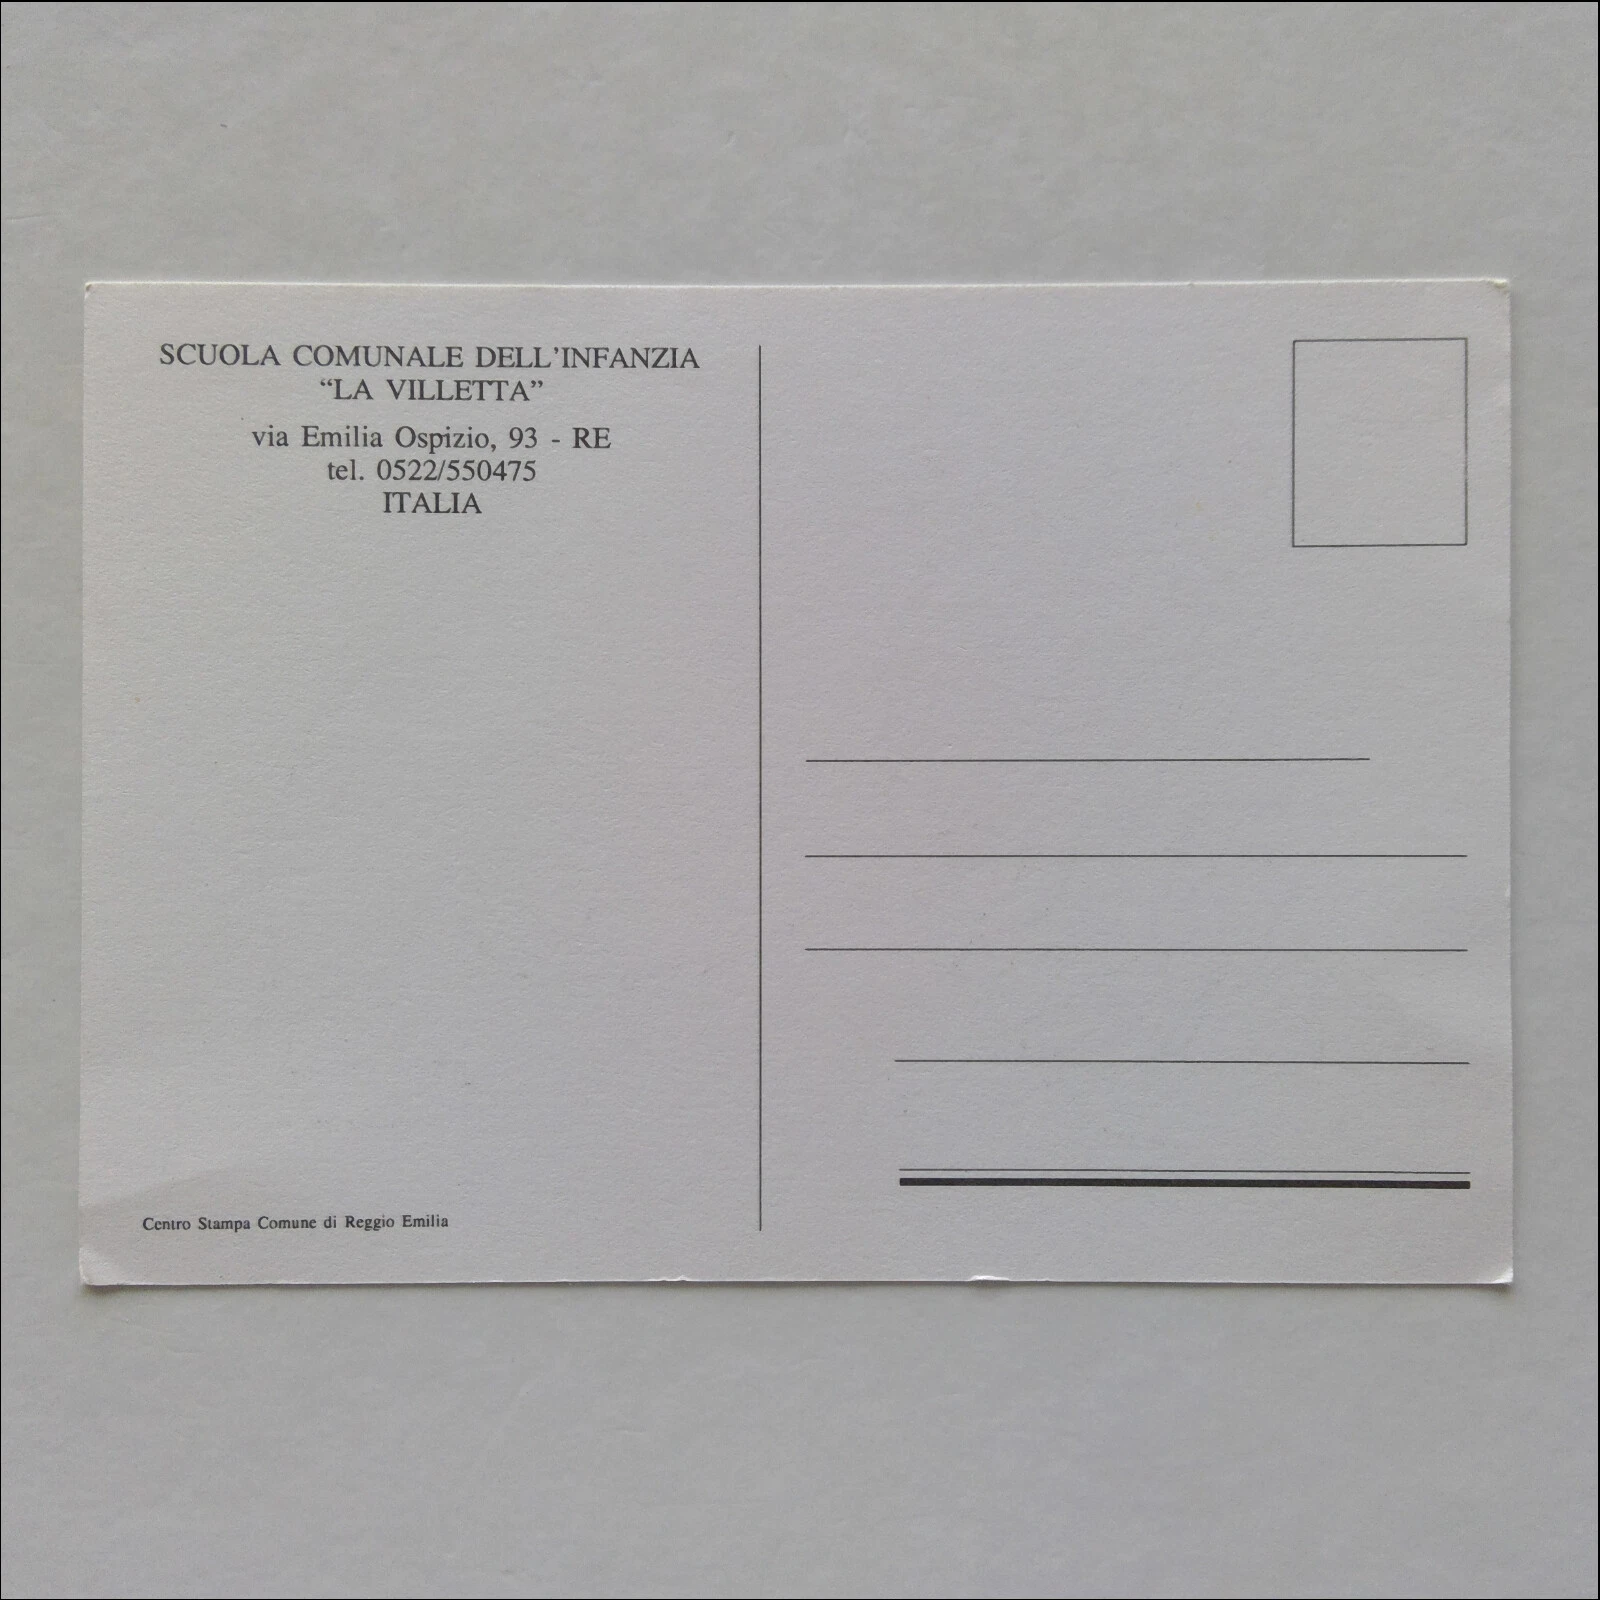 SCUOLA COMUNALE DELL'INFANZIA
“LA VILLETTA”
via Emilia Ospizio, 93 - RE
tel. 0522/550475
ITALIA
Centro Stampa Comune di Reggio Emilia